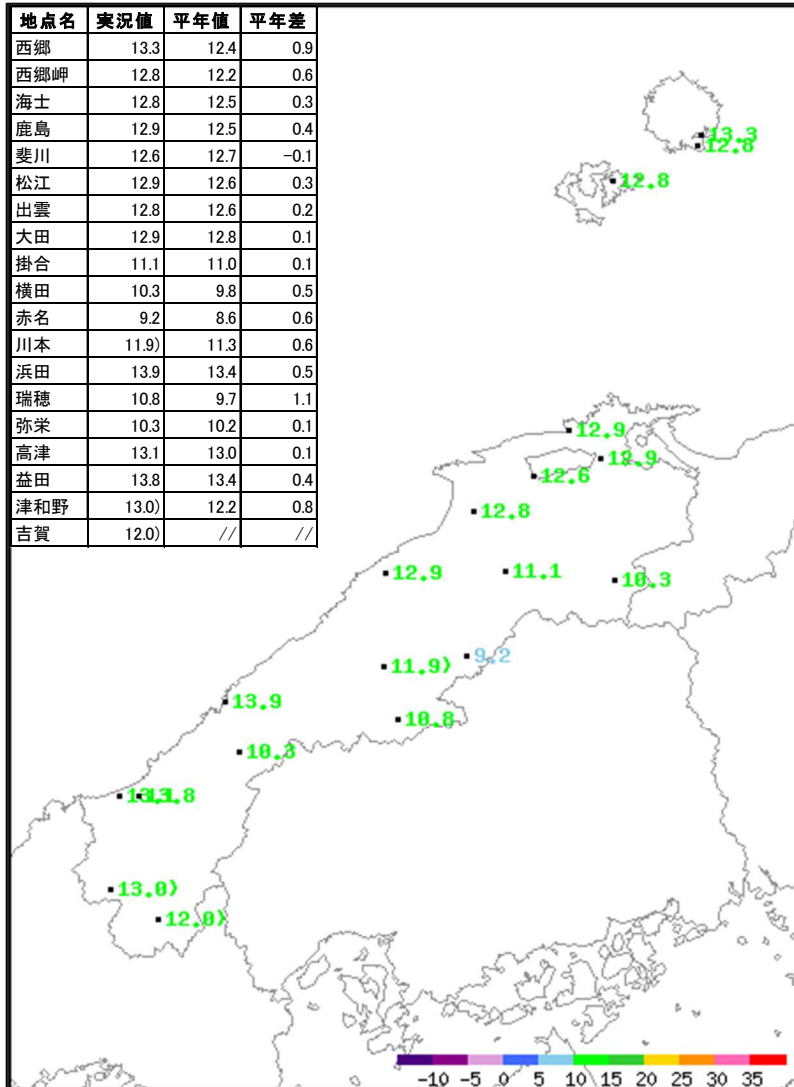 地点名 実況値 平年値 平年差
西郷 13.3 12.4 0.9
西郷岬 12.8 12.2 0.6
海士 12.8 12.5 0.3
鹿島 12.9 12.5 0.4
斐川 12.6 12.7 −0.1
松江 12.9 12.6 0.3
出雲 12.8 12.6 0.2
大田 12.9 12.8 0.1
掛合 11.1 11.0 0.1
横田 10.3 9.8 0.5
赤名 9.2 8.6 0.6
川本 11.9) 11.3 0.6
浜田 13.9 13.4 0.5
瑞穂 10.8 9.7 1.1
弥栄 10.3 10.2 0.1
高津 13.1 13.0 0.1
益田 13.8 13.4 0.4
津和野 13.0) 12.2 0.8
吉賀 12.0) // //
13.3
12.8
12.8
12.9
12.9
12.6
12.8
12.9
11.1
10.3
9.2
11.9)
13.9
10.8
10.3
13.1
13.8
13.0)
12.0)
-10 -5 0 5 10 15 20 25 30 35